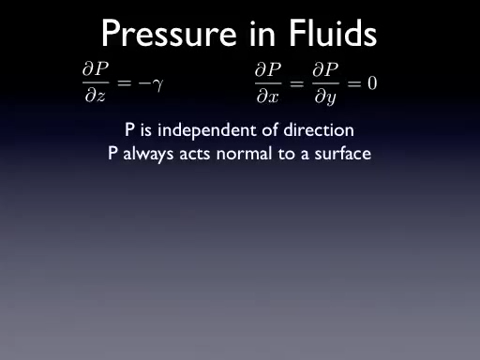 Pressure in Fluids
∂P/∂z = −γ ∂P/∂x = ∂P/∂y = 0
P is independent of direction
P always acts normal to a surface